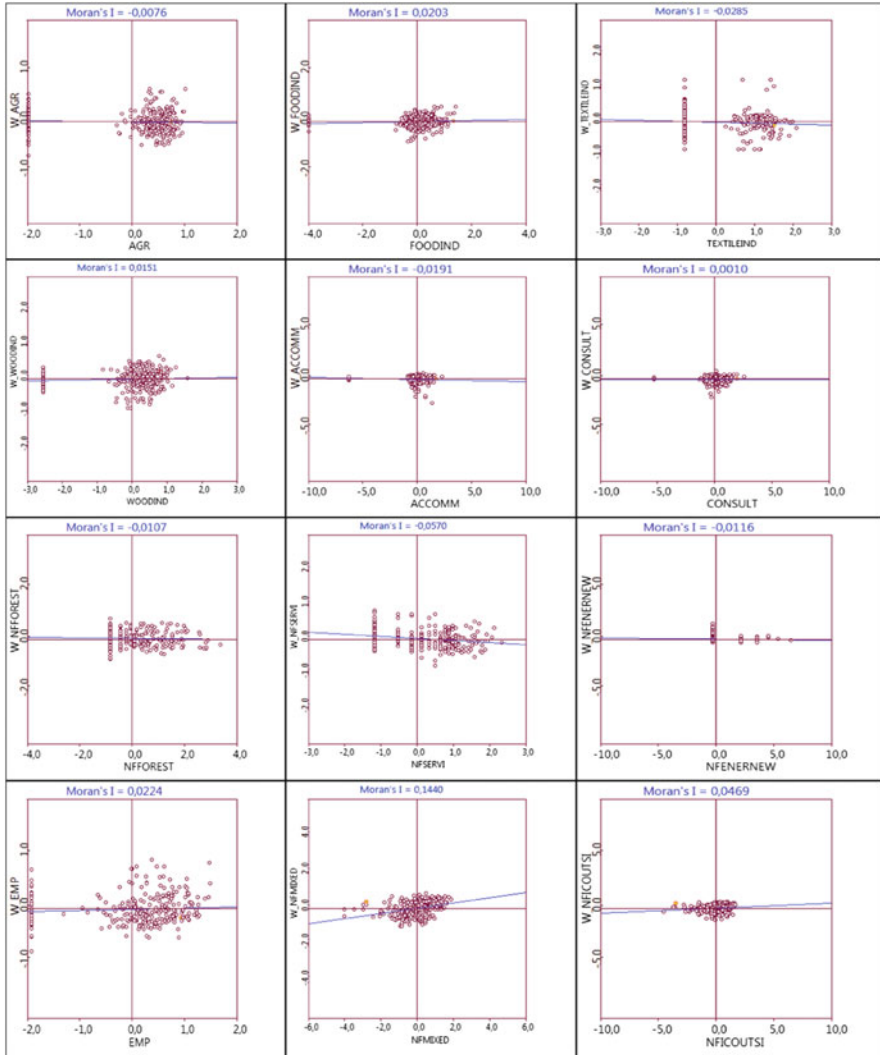 Moran's I = -0,0076
W_AGR
1,0
0,0
-1,0
-2,0 -1,0 0,0 1,0 2,0
AGR
Moran's I = 0,0203
W_FOODIND
2,0
0,0
-2,0
-4,0 -2,0 0,0 2,0 4,0
FOODIND
Moran's I = -0,0285
W_TEXTILEIND
2,0
1,0
0,0
-1,0
-2,0
-3,0 -2,0 -1,0 0,0 1,0 2,0 3,0
TEXTILEIND
Moran's I = 0,0151
W_WOODIND
2,0
1,0
0,0
-1,0
-2,0
-3,0 -2,0 -1,0 0,0 1,0 2,0 3,0
WOODIND
Moran's I = -0,0191
W_ACCOMM
5,0
0,0
-5,0
-10,0 -5,0 0,0 5,0 10,0
ACCOMM
Moran's I = 0,0010
W_CONSULT
5,0
0,0
-5,0
-10,0 -5,0 0,0 5,0 10,0
CONSULT
Moran's I = -0,0107
W_NFFOREST
2,0
0,0
-2,0
-4,0 -2,0 0,0 2,0 4,0
NFFOREST
Moran's I = -0,0570
W_NFSERVI
2,0
1,0
0,0
-1,0
-2,0
-3,0 -2,0 -1,0 0,0 1,0 2,0 3,0
NFSERVI
Moran's I = -0,0116
W_NFENERNEW
5,0
0,0
-5,0
-10,0 -5,0 0,0 5,0 10,0
NFENERNEW
Moran's I = 0,0224
W_EMP
1,0
0,0
-1,0
-2,0 -1,0 0,0 1,0 2,0
EMP
Moran's I = 0,1440
W_NFMIXED
4,0
2,0
0,0
-2,0
-4,0
-6,0 -4,0 -2,0 0,0 2,0 4,0 6,0
NFMIXED
Moran's I = 0,0469
W_NFICOUTSI
5,0
0,0
-5,0
-10,0 -5,0 0,0 5,0 10,0
NFICOUTSI